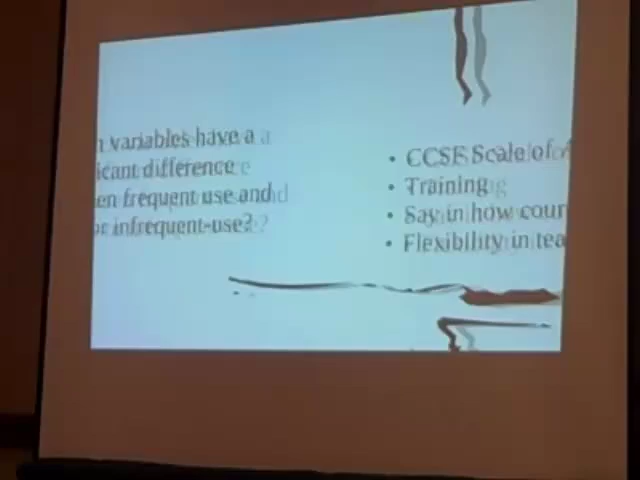 variables have a
icant difference
en frequent use and
or infrequent-use?
• CCSF Scale of
• Training
• Say in how cour
• Flexibility in tea